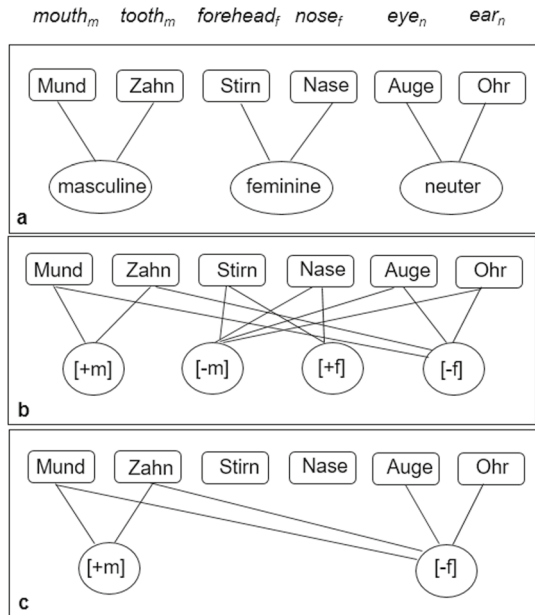 mouthm toothm foreheadf nosef eyen earn
Mund Zahn Stirn Nase Auge Ohr
masculine feminine neuter
a
Mund Zahn Stirn Nase Auge Ohr
[+m] [-m] [+f] [-f]
b
Mund Zahn Stirn Nase Auge Ohr
[+m] [-f]
c